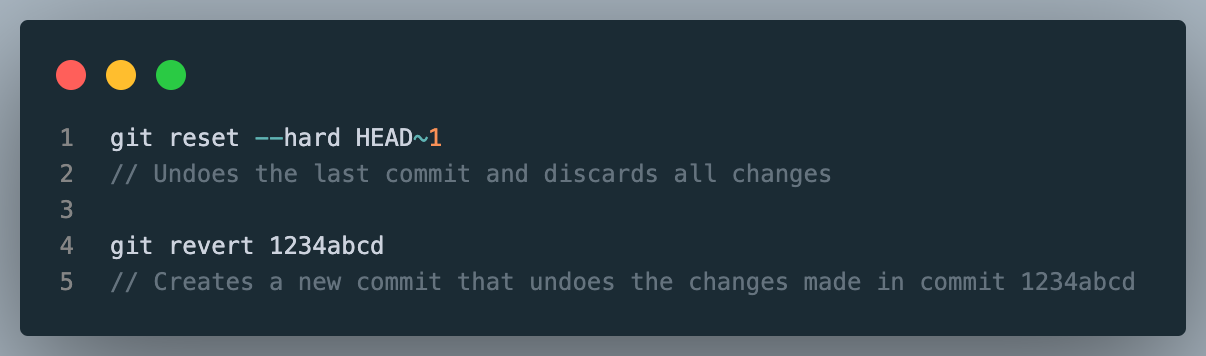 1 git reset --hard HEAD~1
2 // Undoes the last commit and discards all changes
3
4 git revert 1234abcd
5 // Creates a new commit that undoes the changes made in commit 1234abcd